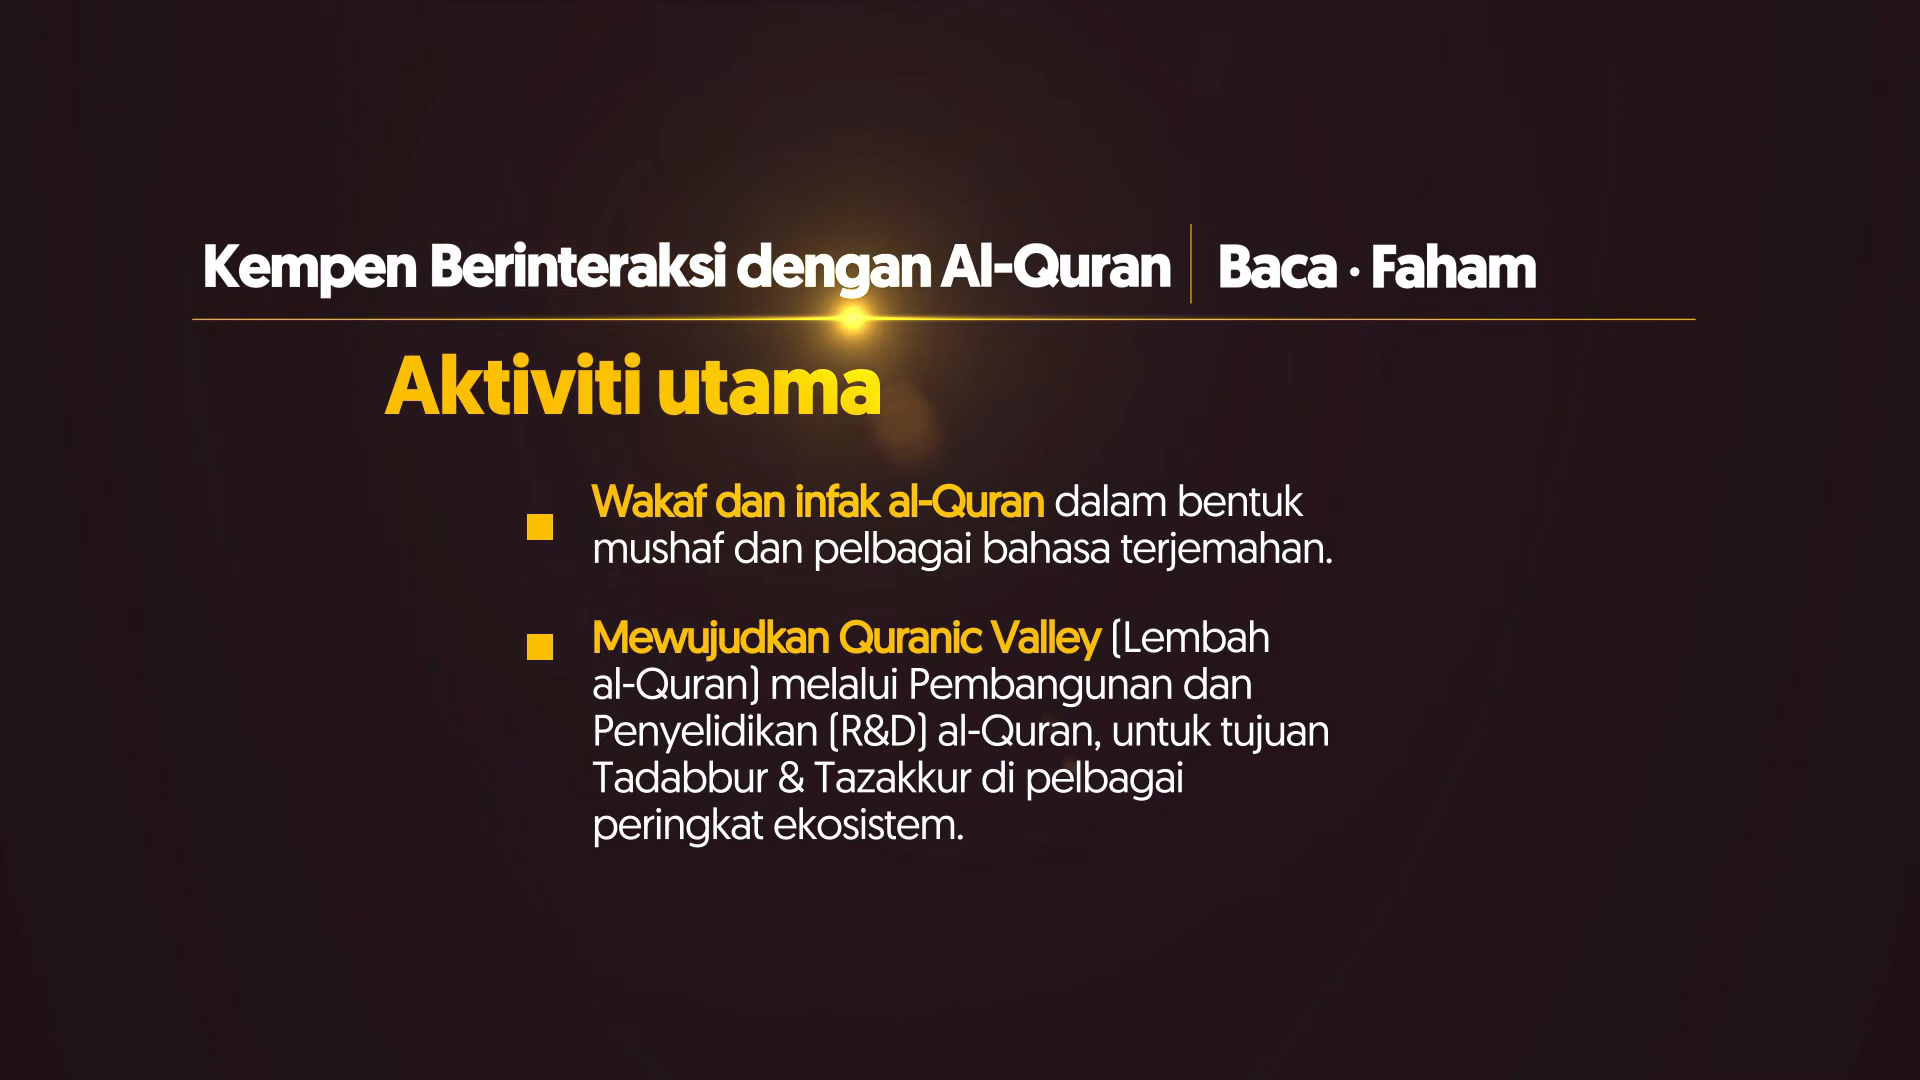 Kempen Berinteraksi dengan Al-Quran Baca · Faham
Aktiviti utama
Wakaf dan infak al-Quran dalam bentuk
mushaf dan pelbagai bahasa terjemahan.
Mewujudkan Quranic Valley (Lembah
al-Quran) melalui Pembangunan dan
Penyelidikan (R&D) al-Quran, untuk tujuan
Tadabbur & Tazakkur di pelbagai
peringkat ekosistem.